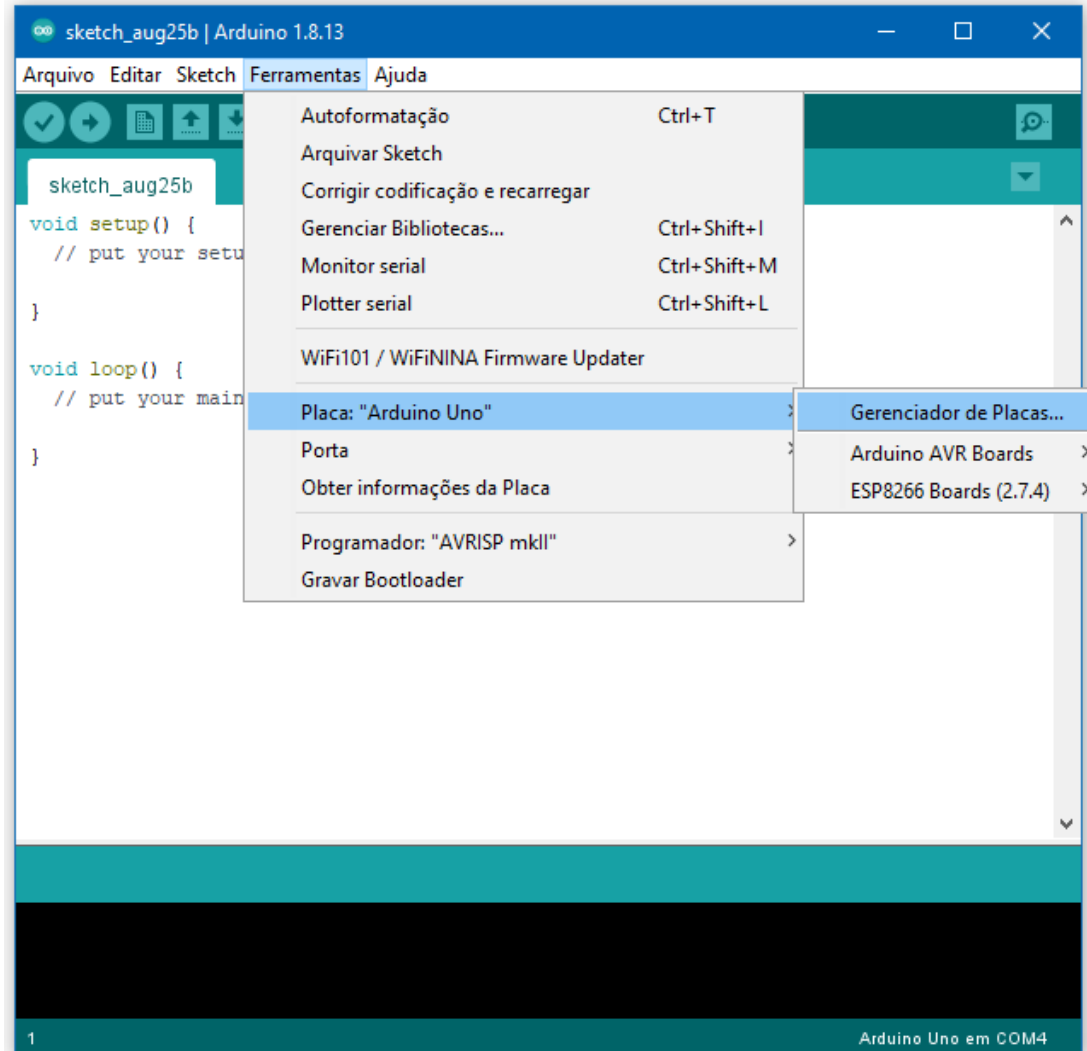 sketch_aug25b | Arduino 1.8.13
Arquivo Editar Sketch Ferramentas Ajuda
sketch_aug25b
void setup() {
// put your setu
}
void loop() {
// put your main
}
Autoformatação Ctrl+T
Arquivar Sketch
Corrigir codificação e recarregar
Gerenciar Bibliotecas... Ctrl+Shift+I
Monitor serial Ctrl+Shift+M
Plotter serial Ctrl+Shift+L
WiFi101 / WiFiNINA Firmware Updater
Placa: "Arduino Uno"
Porta
Obter informações da Placa
Programador: "AVRISP mkII"
Gravar Bootloader
Gerenciador de Placas...
Arduino AVR Boards
ESP8266 Boards (2.7.4)
1 Arduino Uno em COM4